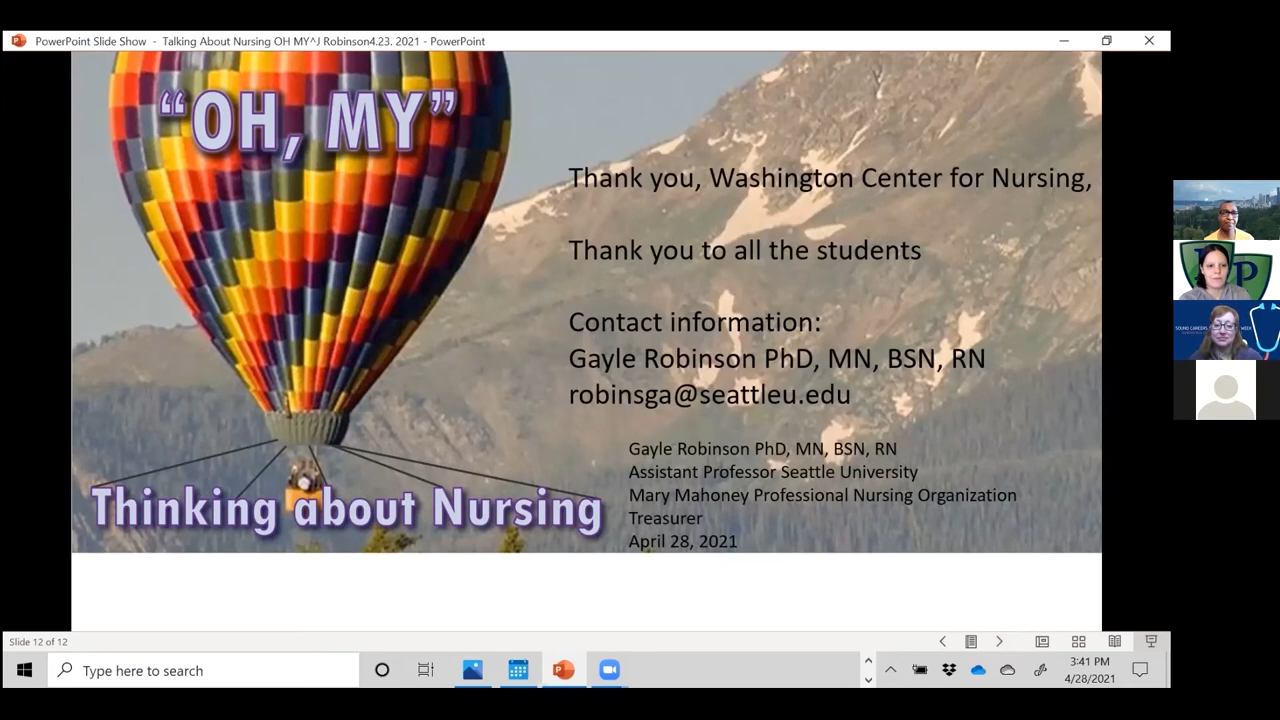 PowerPoint Slide Show - Talking About Nursing OH MY^J Robinson4.23. 2021 - PowerPoint
“OH, MY”
Thank you, Washington Center for Nursing,
Thank you to all the students
Contact information:
Gayle Robinson PhD, MN, BSN, RN
robinsga@seattleu.edu
Gayle Robinson PhD, MN, BSN, RN
Assistant Professor Seattle University
Mary Mahoney Professional Nursing Organization
Treasurer
April 28, 2021
Thinking about Nursing
P
SOUND CAREERS WEEK
Slide 12 of 12
Type here to search
3:41 PM
4/28/2021